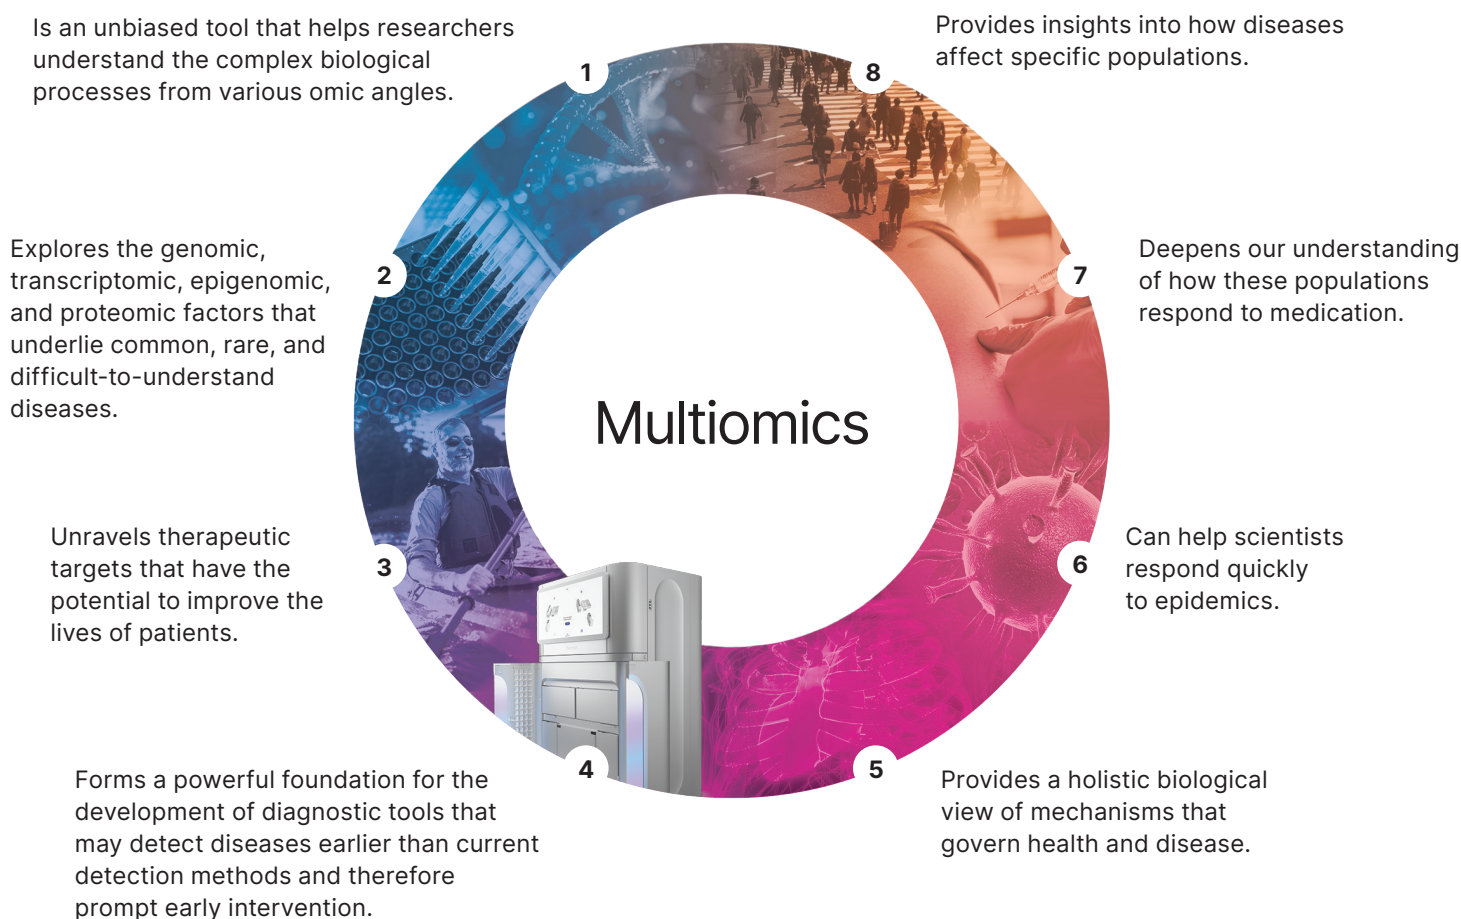 Is an unbiased tool that helps researchers
understand the complex biological
processes from various omic angles.
1
Explores the genomic,
transcriptomic, epigenomic,
and proteomic factors that
underlie common, rare, and
difficult-to-understand
diseases.
2
Unravels therapeutic
targets that have the
potential to improve the
lives of patients.
3
Forms a powerful foundation for the
development of diagnostic tools that
may detect diseases earlier than current
detection methods and therefore
prompt early intervention.
4
Multiomics
5
Provides a holistic biological
view of mechanisms that
govern health and disease.
6
Can help scientists
respond quickly
to epidemics.
7
Deepens our understanding
of how these populations
respond to medication.
8
Provides insights into how diseases
affect specific populations.